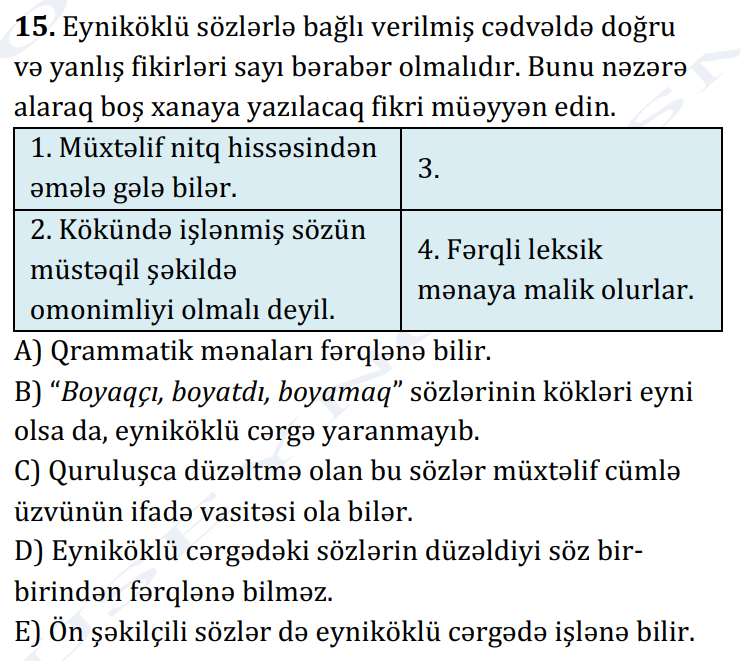 15. Eyniköklü sözlərlə bağlı verilmiş cədvəldə doğru
və yanlış fikirləri sayı bərabər olmalıdır. Bunu nəzərə
alaraq boş xanaya yazılacaq fikri müəyyən edin.
1. Müxtəlif nitq hissəsindən
əmələ gələ bilər.
3.
2. Kökündə işlənmiş sözün
müstəqil şəkildə
omonimliyi olmalı deyil.
4. Fərqli leksik
mənaya malik olurlar.
A) Qrammatik mənaları fərqlənə bilir.
B) “Boyaqçı, boyatdı, boyamaq” sözlərinin kökləri eyni
olsa da, eyniköklü cərgə yaranmayıb.
C) Quruluşca düzəltmə olan bu sözlər müxtəlif cümlə
üzvünün ifadə vasitəsi ola bilər.
D) Eyniköklü cərgədəki sözlərin düzəldiyi söz bir-
birindən fərqlənə bilməz.
E) Ön şəkilçili sözlər də eyniköklü cərgədə işlənə bilir.